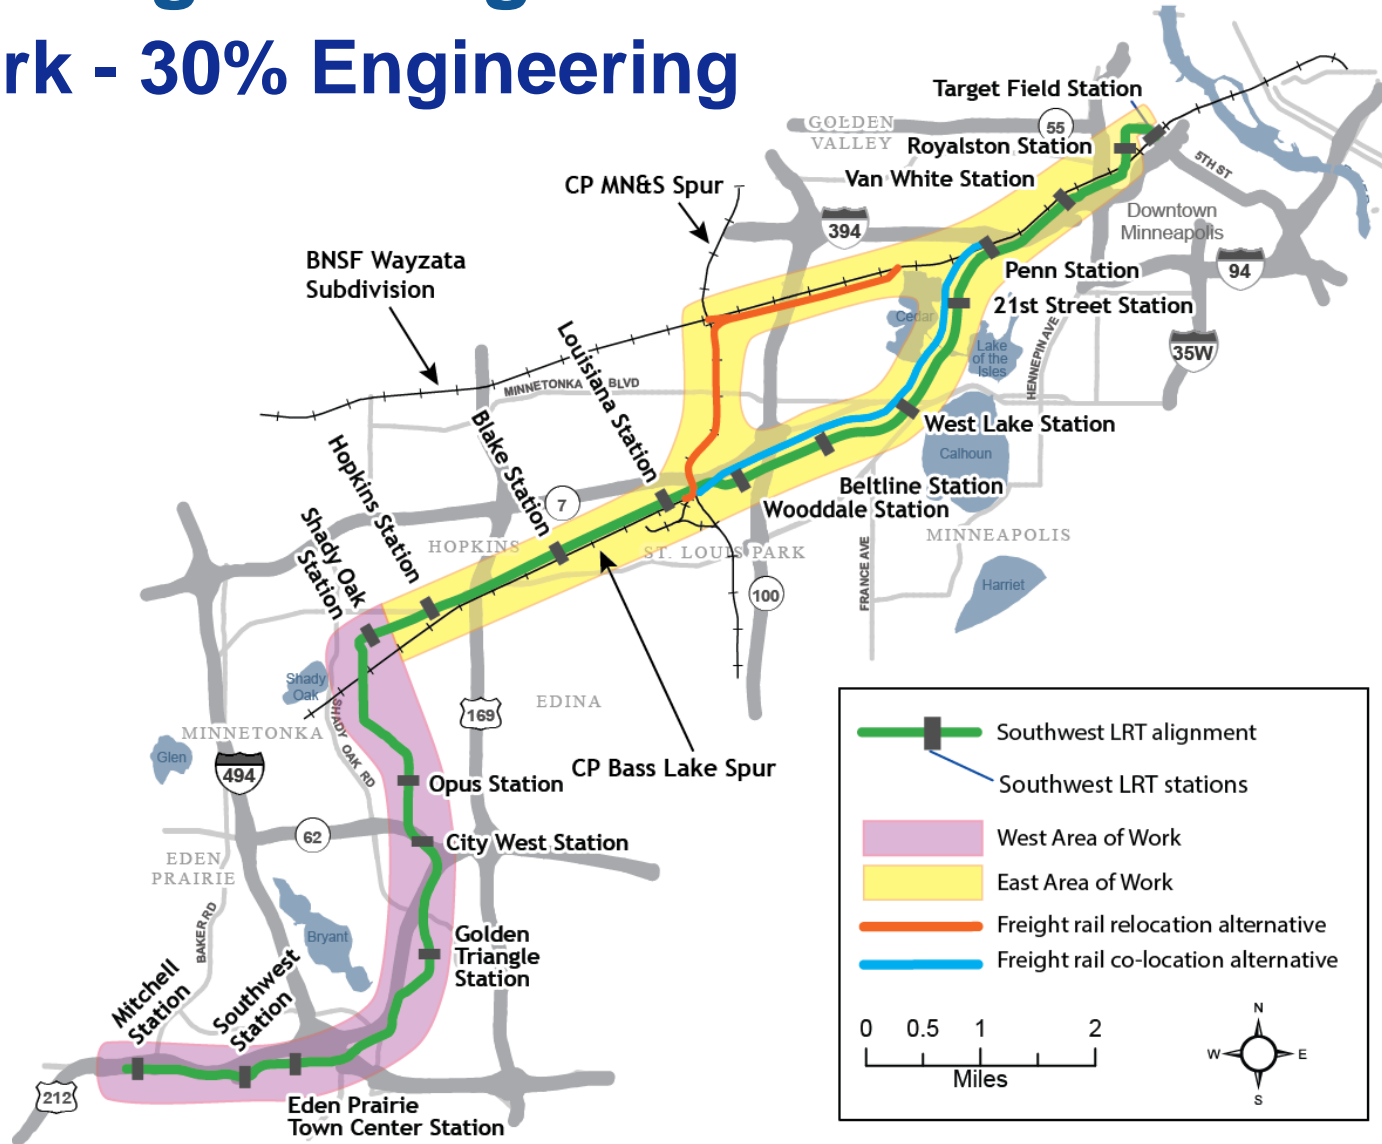 rk - 30% Engineering
Target Field Station
GOLDEN
VALLEY
55
Royalston Station
5TH ST
Van White Station
CP MN&S Spur
394
Downtown
Minneapolis
BNSF Wayzata
Subdivision
Penn Station
94
21st Street Station
Cedar
Lake
of the
Isles
HENNEPIN AVE
35W
Louisiana Station
MINNETONKA BLVD
Blake Station
West Lake Station
Calhoun
Hopkins Station
Beltline Station
7
Wooddale Station
Shady Oak
Station
HOPKINS
ST. LOUIS PARK
MINNEAPOLIS
FRANCE AVE
Harriet
100
Shady
Oak
SHADY OAK RD
169
EDINA
MINNETONKA
Glen
494
CP Bass Lake Spur
Opus Station
62
City West Station
EDEN
PRAIRIE
BAKER RD
Bryant
Golden
Triangle
Station
Mitchell
Station
Southwest
Station
212
Eden Prairie
Town Center Station
Southwest LRT alignment
Southwest LRT stations
West Area of Work
East Area of Work
Freight rail relocation alternative
Freight rail co-location alternative
0 0.5 1 2
Miles
N
W E
S